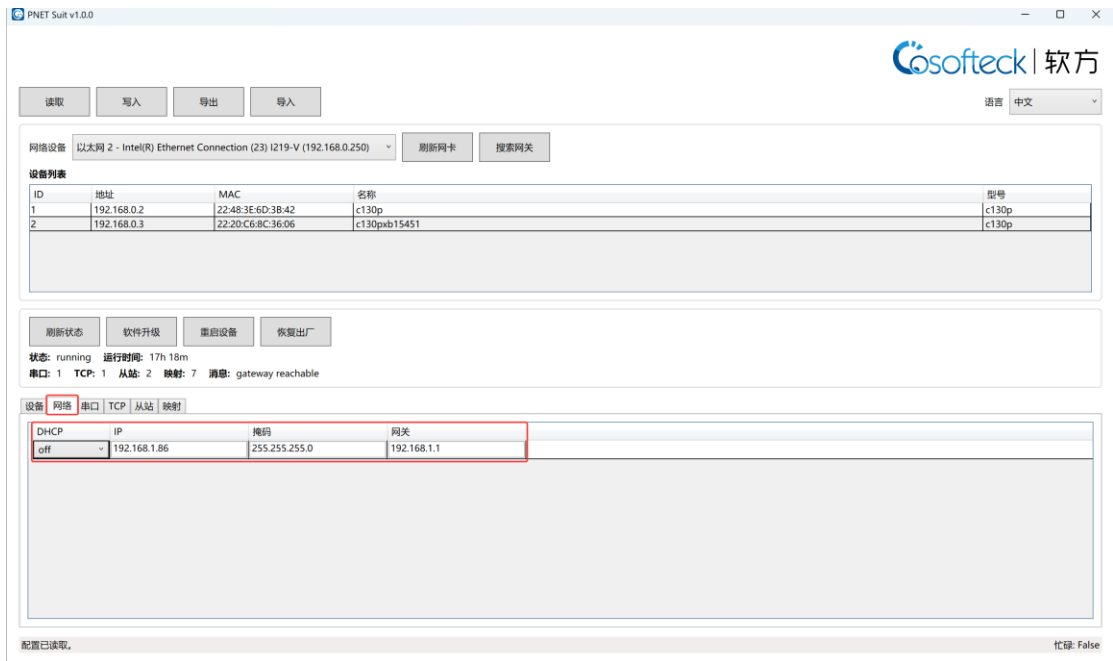 PNET Suit v1.0.0
Cosofteck | 软方
读取 写入 导出 导入 语言 中文
网络设备 以太网 2 - Intel(R) Ethernet Connection (23) I219-V (192.168.0.250) 刷新网卡 搜索网关
设备列表
ID 地址 MAC 名称 型号
1 192.168.0.2 22:48:3E:6D:3B:42 c130p c130p
2 192.168.0.3 22:20:C6:8C:36:06 c130pxb15451 c130p
刷新状态 软件升级 重启设备 恢复出厂
状态: running 运行时间: 17h 18m
串口: 1 TCP: 1 从站: 2 映射: 7 消息: gateway reachable
设备 网络 串口 TCP 从站 映射
DHCP IP 掩码 网关
off 192.168.1.86 255.255.255.0 192.168.1.1
配置已读取。 忙碌: False